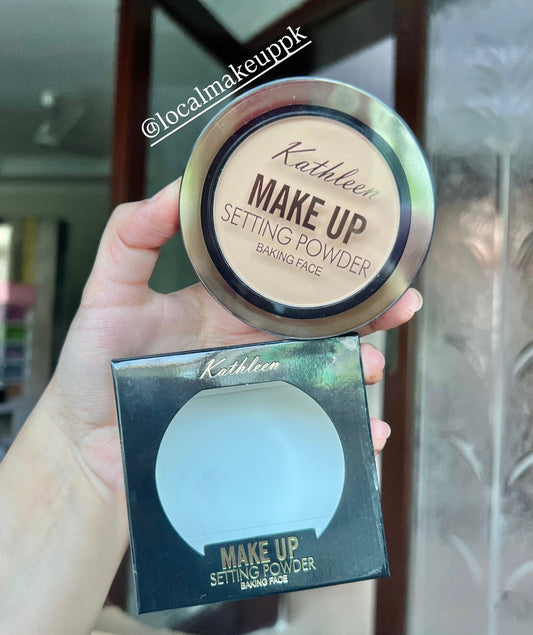 @localmakeuppk
Kathleen
MAKE UP
SETTING POWDER
BAKING FACE
Kathleen
MAKE UP
SETTING POWDER
BAKING FACE